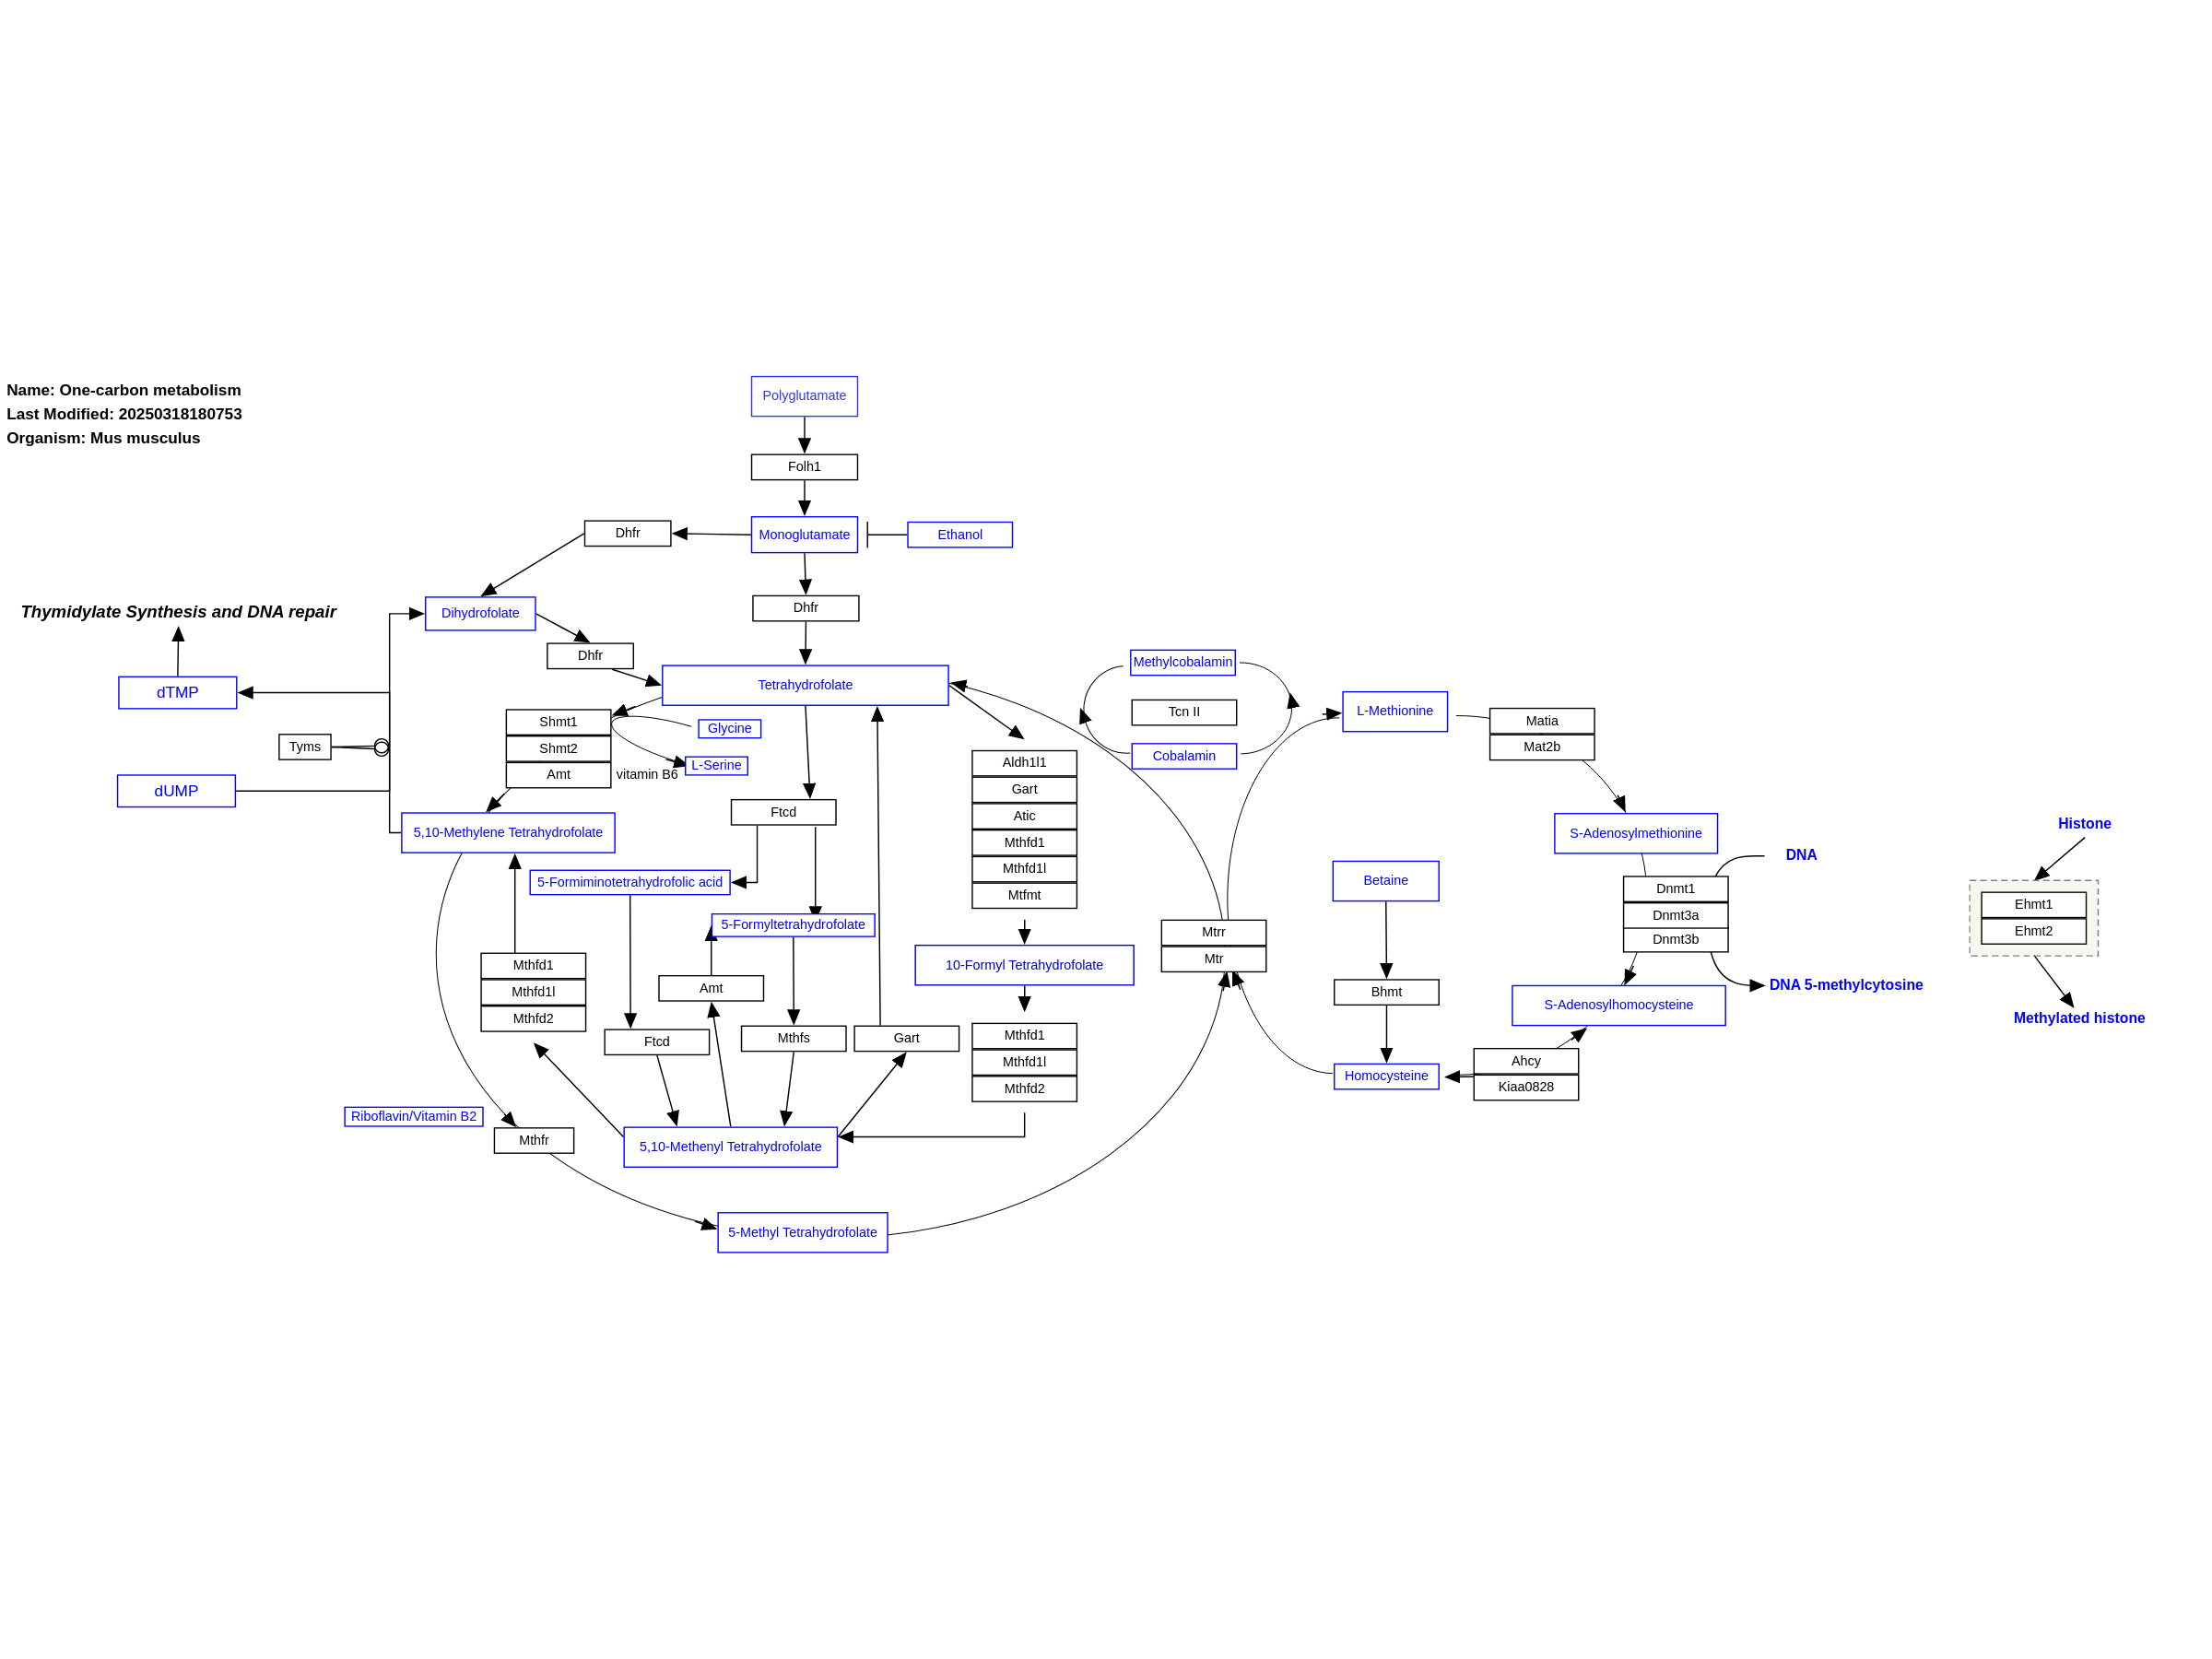 Name: One-carbon metabolism
Last Modified: 20250318180753
Organism: Mus musculus
Polyglutamate
Folh1
Dhfr
Monoglutamate
Ethanol
Thymidylate Synthesis and DNA repair
Dihydrofolate
Dhfr
Dhfr
Tetrahydrofolate
dTMP
Tyms
dUMP
Shmt1
Shmt2
Amt
vitamin B6
Glycine
L-Serine
5,10-Methylene Tetrahydrofolate
Ftcd
5-Formiminotetrahydrofolic acid
5-Formyltetrahydrofolate
Mthfd1
Mthfd1l
Mthfd2
Amt
Ftcd
Mthfs
Gart
Riboflavin/Vitamin B2
Mthfr
5,10-Methenyl Tetrahydrofolate
5-Methyl Tetrahydrofolate
Aldh1l1
Gart
Atic
Mthfd1
Mthfd1l
Mtfmt
10-Formyl Tetrahydrofolate
Mthfd1
Mthfd1l
Mthfd2
Methylcobalamin
Tcn II
Cobalamin
Mtrr
Mtr
L-Methionine
Matia
Mat2b
Betaine
Bhmt
Homocysteine
S-Adenosylmethionine
DNA
Dnmt1
Dnmt3a
Dnmt3b
DNA 5-methylcytosine
S-Adenosylhomocysteine
Ahcy
Kiaa0828
Histone
Ehmt1
Ehmt2
Methylated histone